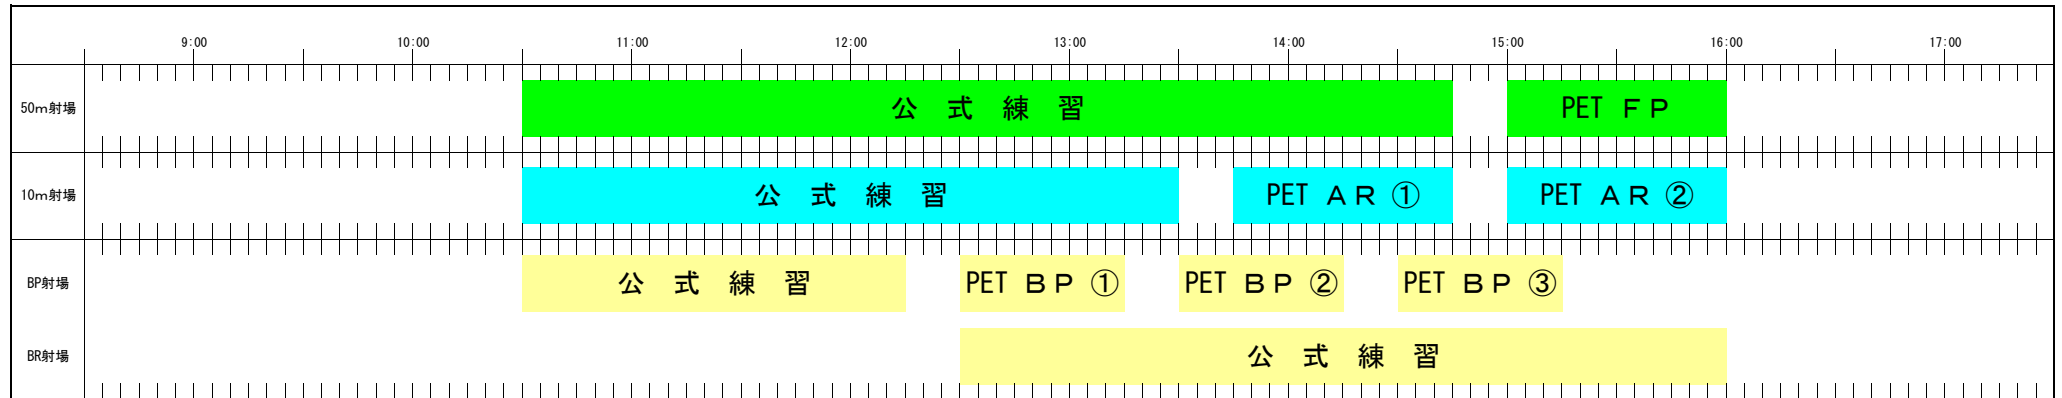 9:00 10:00 11:00 12:00 13:00 14:00 15:00 16:00 17:00
50ｍ射場 公 式 練 習 PET ＦＰ
10ｍ射場 公 式 練 習 PET ＡＲ ① PET ＡＲ ②
BP射場 公 式 練 習 PET ＢＰ ① PET ＢＰ ② PET ＢＰ ③
BR射場 公 式 練 習